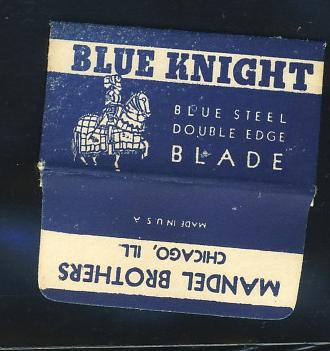 BLUE KNIGHT
BLUE STEEL
DOUBLE EDGE
BLADE
MADE IN U S A
MANDEL BROTHERS
CHICAGO, ILL.